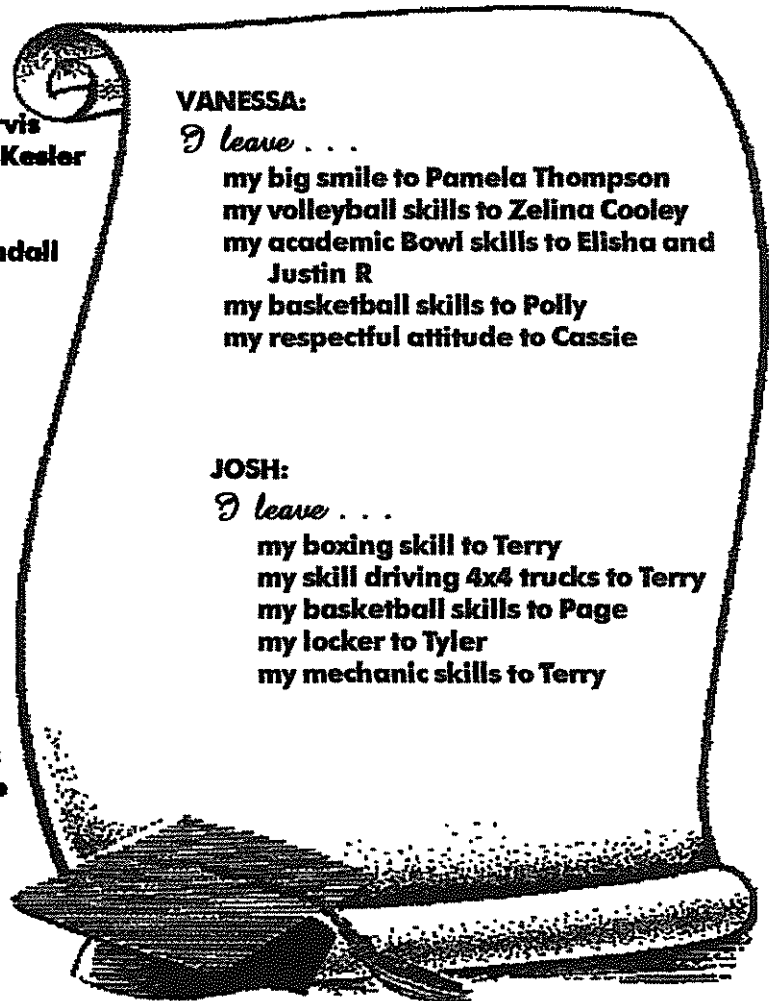 rvis
Kesler
ndall
VANESSA:
I leave . . .
my big smile to Pamela Thompson
my volleyball skills to Zelina Cooley
my academic Bowl skills to Elisha and
Justin R
my basketball skills to Polly
my respectful attitude to Cassie
JOSH:
I leave . . .
my boxing skill to Terry
my skill driving 4x4 trucks to Terry
my basketball skills to Page
my locker to Tyler
my mechanic skills to Terry